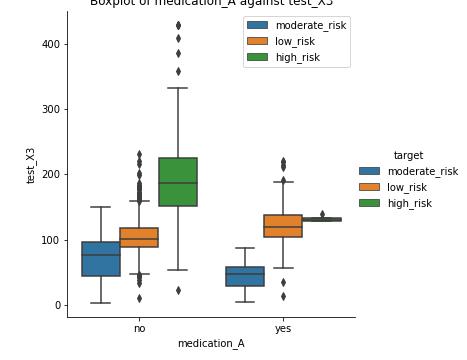 Boxplot of medication_A against test_X3
moderate_risk
low_risk
high_risk
400
300
200
100
0
test_X3
no
yes
medication_A
target
moderate_risk
low_risk
high_risk